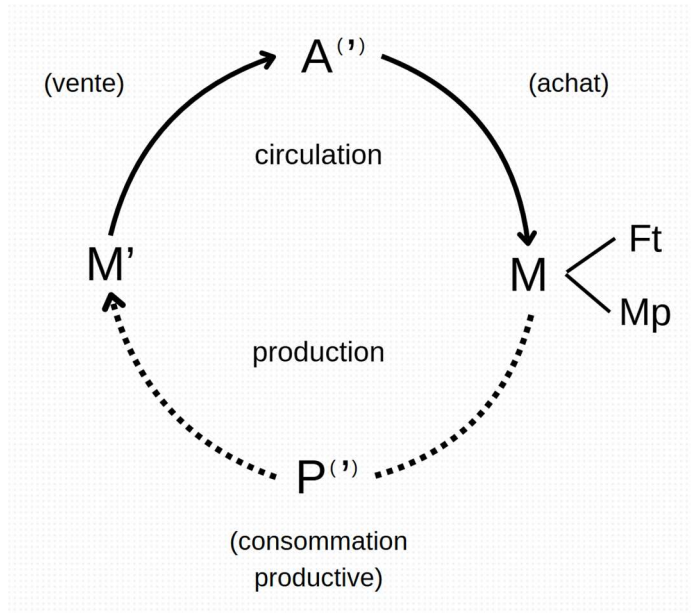 A(’)
(vente)
(achat)
circulation
M’
M
Ft
Mp
production
P(’)
(consommation
productive)